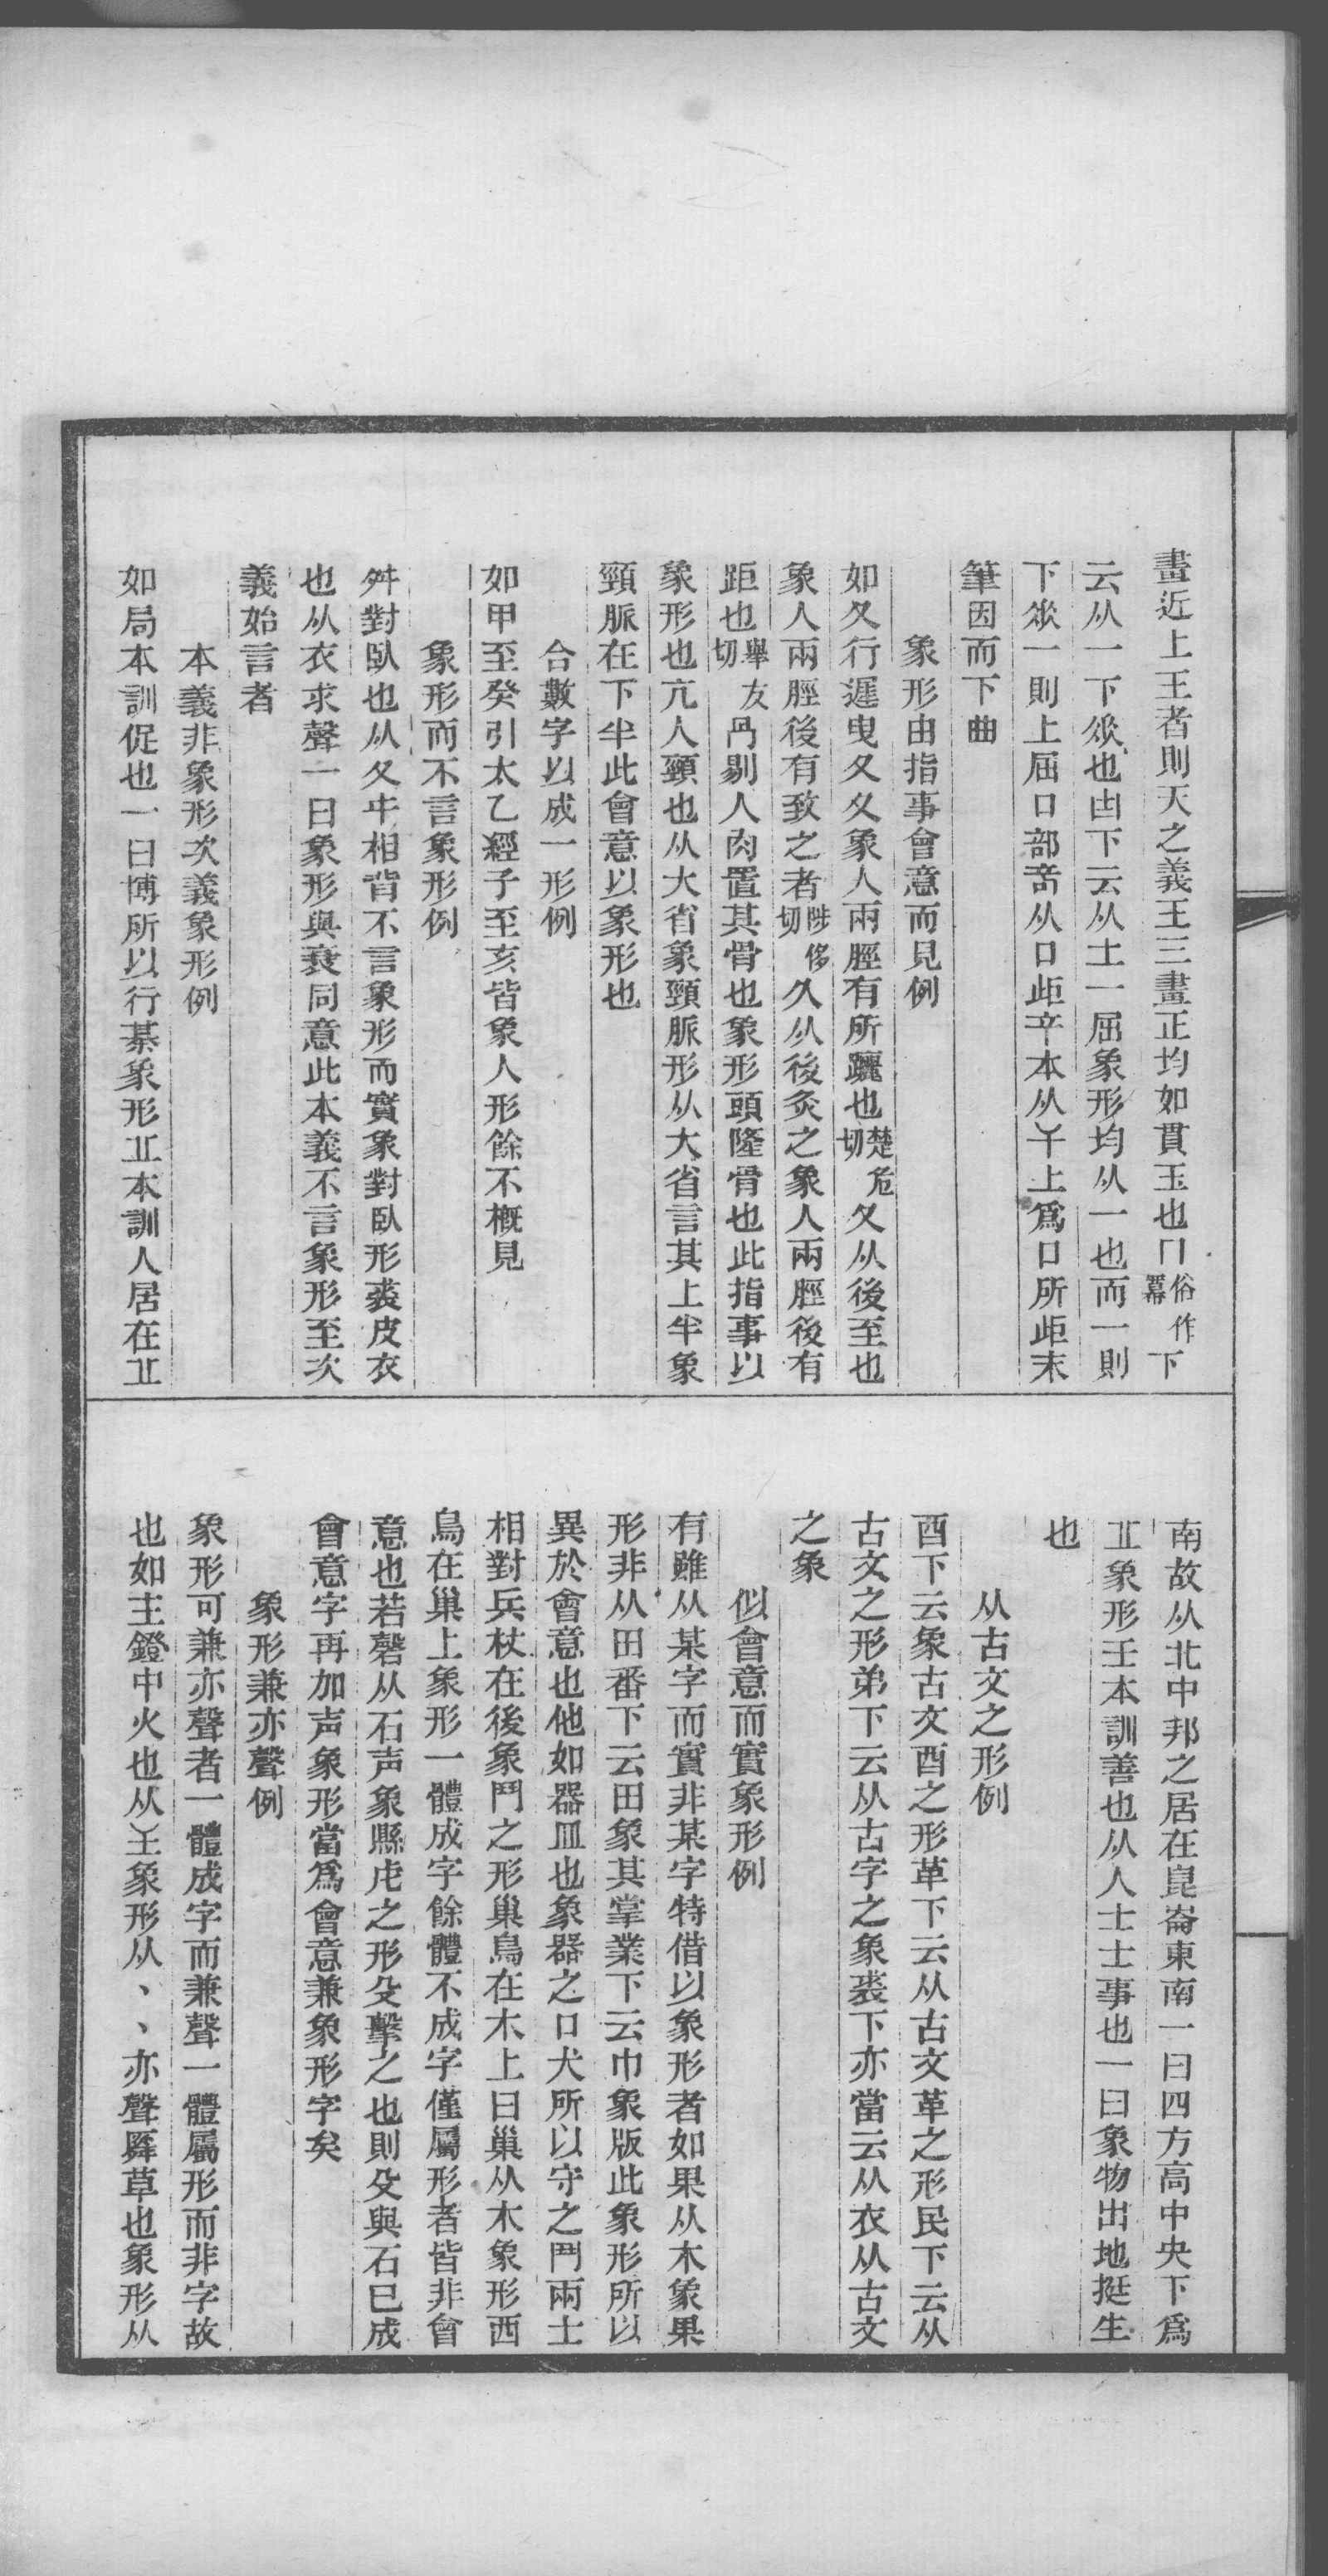 畫近上王者則天之義王三畫正均如貫玉也冂俗作冪下
云从一下𠂹也凷下云从土一屈象形均从一也而一則
下𠂹一則上屈口部㖕从口歫䇂本从干上爲口所歫末
筆因而下曲
象形由指事會意而見例
如夊行遲曳夊夊象人兩脛有所躧也楚危切夂从後至也
象人兩脛後有致之者陟侈切久从後灸之象人兩脛後有
距也舉友切冎剔人肉置其骨也象形頭隆骨也此指事以
象形也亢人頸也从大省象頸脈形从大省言其上半象
頸脈在下半此會意以象形也
合數字以成一形例
如甲至癸引太乙經子至亥皆象人形餘不概見
象形而不言象形例
舛對臥也从夊㐄相背不言象形而實象對臥形裘皮衣
也从衣求聲一曰象形與衰同意此本義不言象形至次
義始言者
本義非象形次義象形例
如局本訓促也一曰博所以行棊象形丠本訓人居在丠
南故从北中邦之居在崑崙東南一曰四方高中央下爲
丠象形壬本訓善也从人士士事也一曰象物出地挺生
也
从古文之形例
酉下云象古文酉之形革下云从古文革之形民下云从
古文之形弟下云从古字之象裘下亦當云从衣从古文
之象
似會意而實象形例
有雖从某字而實非某字特借以象形者如果从木象果
形非从田番下云田象其掌業下云巾象版此象形所以
異於會意也他如器皿也象器之口犬所以守之鬥兩士
相對兵杖在後象鬥之形巢鳥在木上曰巢从木象形西
鳥在巢上象形一體成字餘體不成字僅屬形者皆非會
意也若磬从石声象縣虍之形殳擊之也則殳與石已成
會意字再加声象形當爲會意兼象形字矣
象形兼亦聲例
象形可兼亦聲者一體成字而兼聲一體屬形而非字故
也如主鐙中火也从𡈼象形从丶丶亦聲舜草也象形从